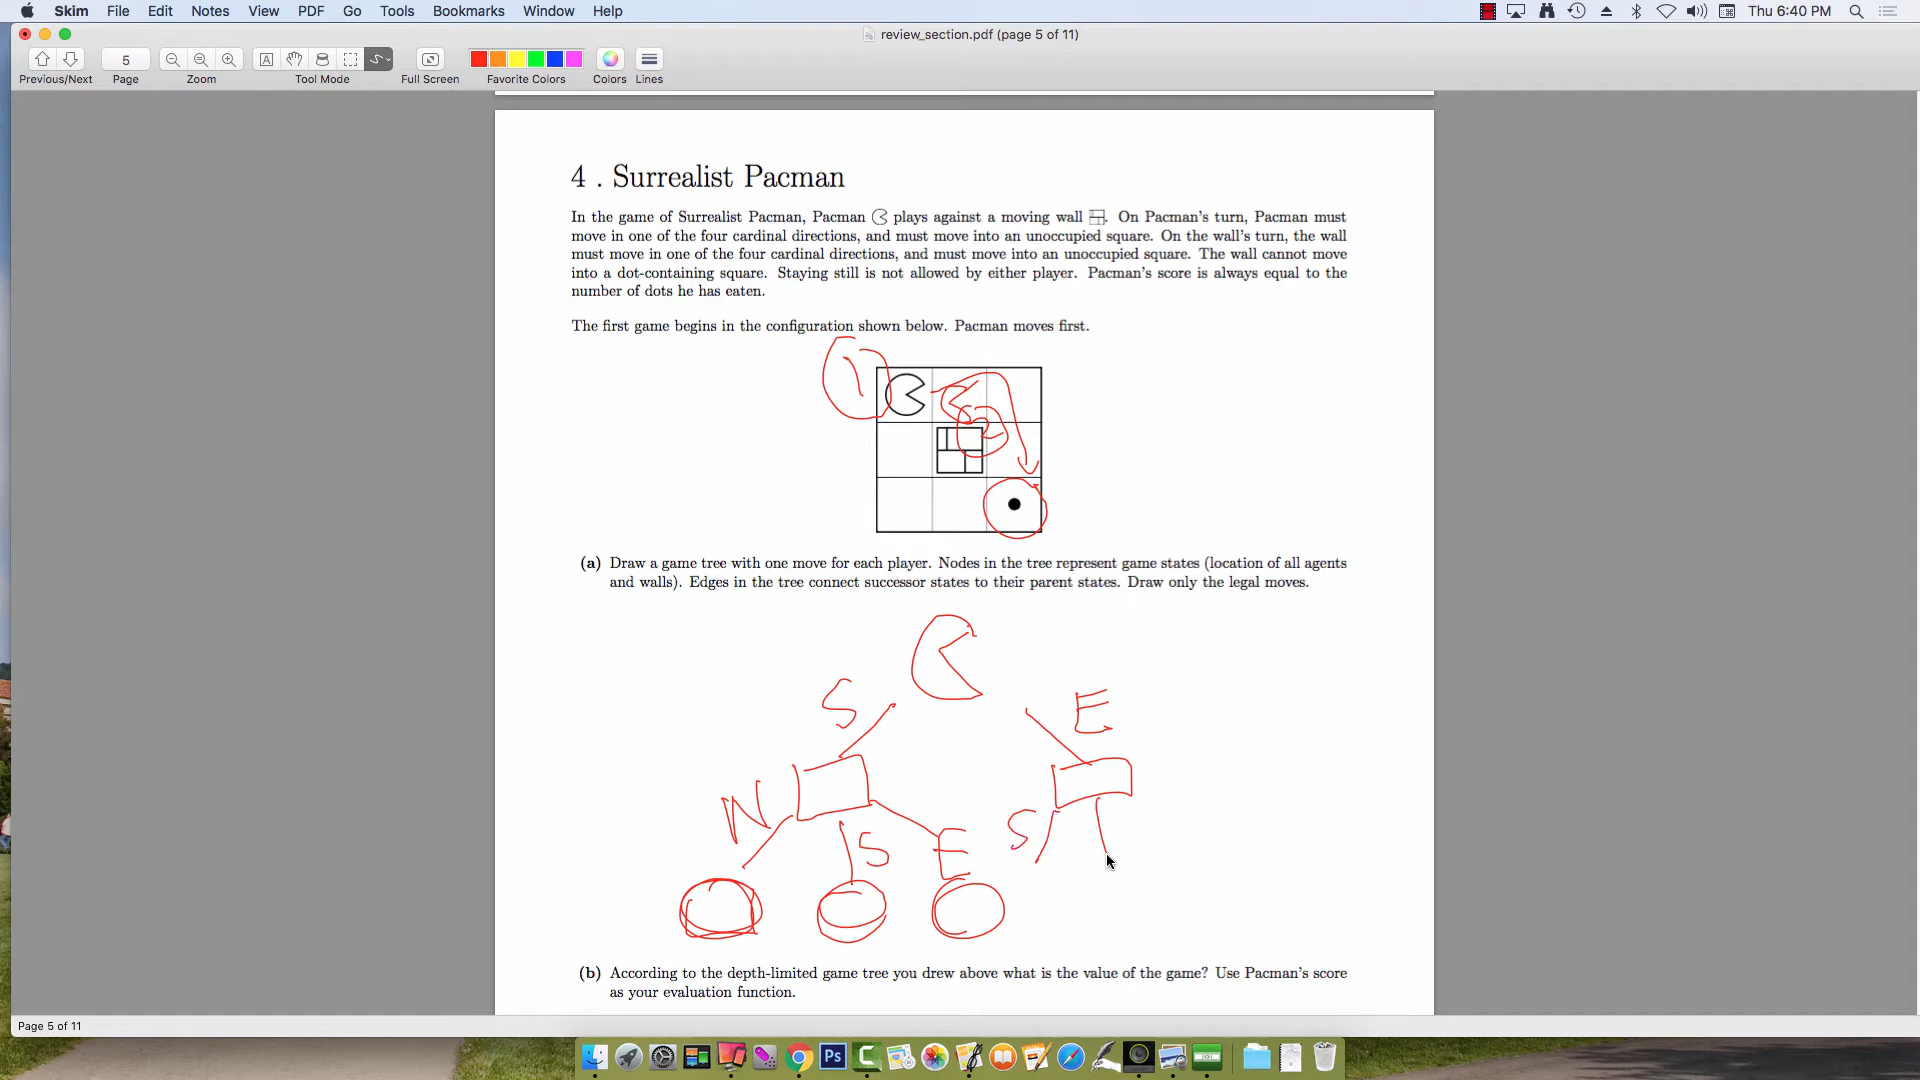 Skim File Edit Notes View PDF Go Tools Bookmarks Window Help Thu 6:40 PM
review_section.pdf (page 5 of 11)
5 A
Previous/Next Page Zoom Tool Mode Full Screen Favorite Colors Colors Lines
4 . Surrealist Pacman
In the game of Surrealist Pacman, Pacman plays against a moving wall . On Pacman's turn, Pacman must
move in one of the four cardinal directions, and must move into an unoccupied square. On the wall's turn, the wall
must move in one of the four cardinal directions, and must move into an unoccupied square. The wall cannot move
into a dot-containing square. Staying still is not allowed by either player. Pacman's score is always equal to the
number of dots he has eaten.
The first game begins in the configuration shown below. Pacman moves first.
1
2
(a) Draw a game tree with one move for each player. Nodes in the tree represent game states (location of all agents
and walls). Edges in the tree connect successor states to their parent states. Draw only the legal moves.
S E
N S E S
(b) According to the depth-limited game tree you drew above what is the value of the game? Use Pacman's score
as your evaluation function.
Page 5 of 11
Ps